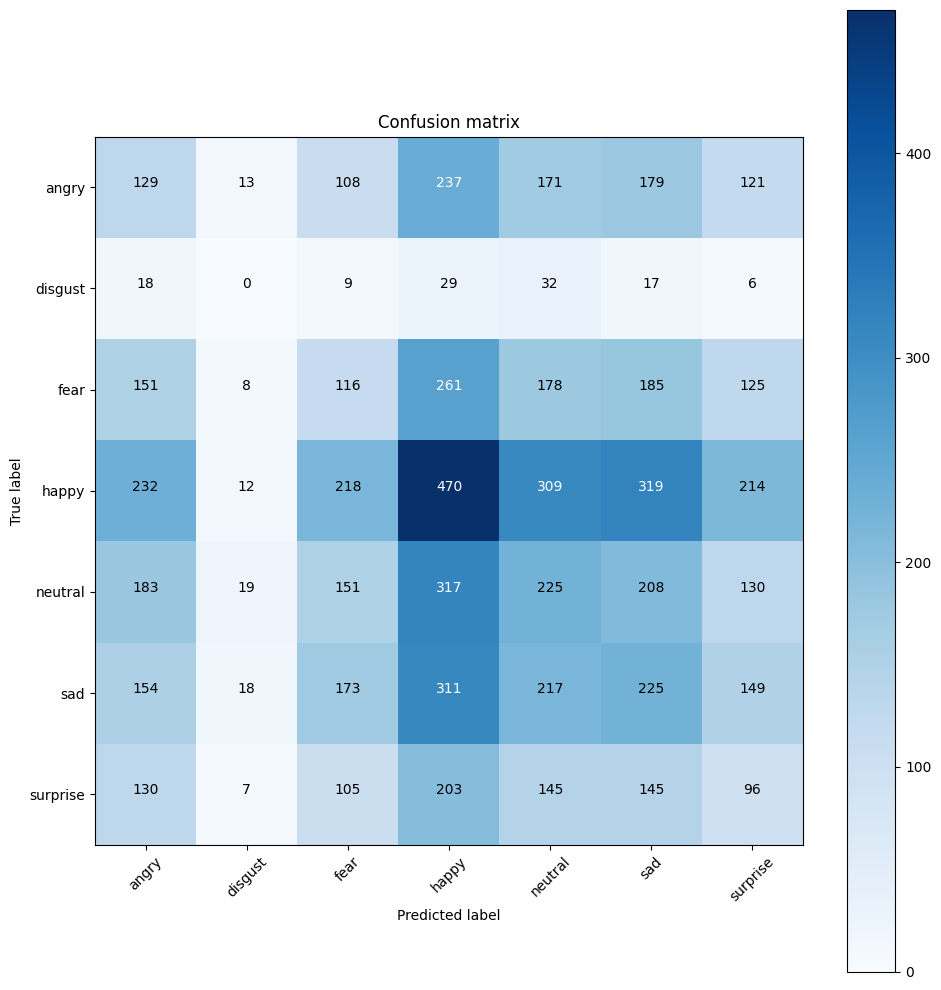 Confusion matrix
angry 129 13 108 237 171 179 121
disgust 18 0 9 29 32 17 6
fear 151 8 116 261 178 185 125
happy 232 12 218 470 309 319 214
neutral 183 19 151 317 225 208 130
sad 154 18 173 311 217 225 149
surprise 130 7 105 203 145 145 96
angry disgust fear happy neutral sad surprise
Predicted label
True label
400
300
200
100
0